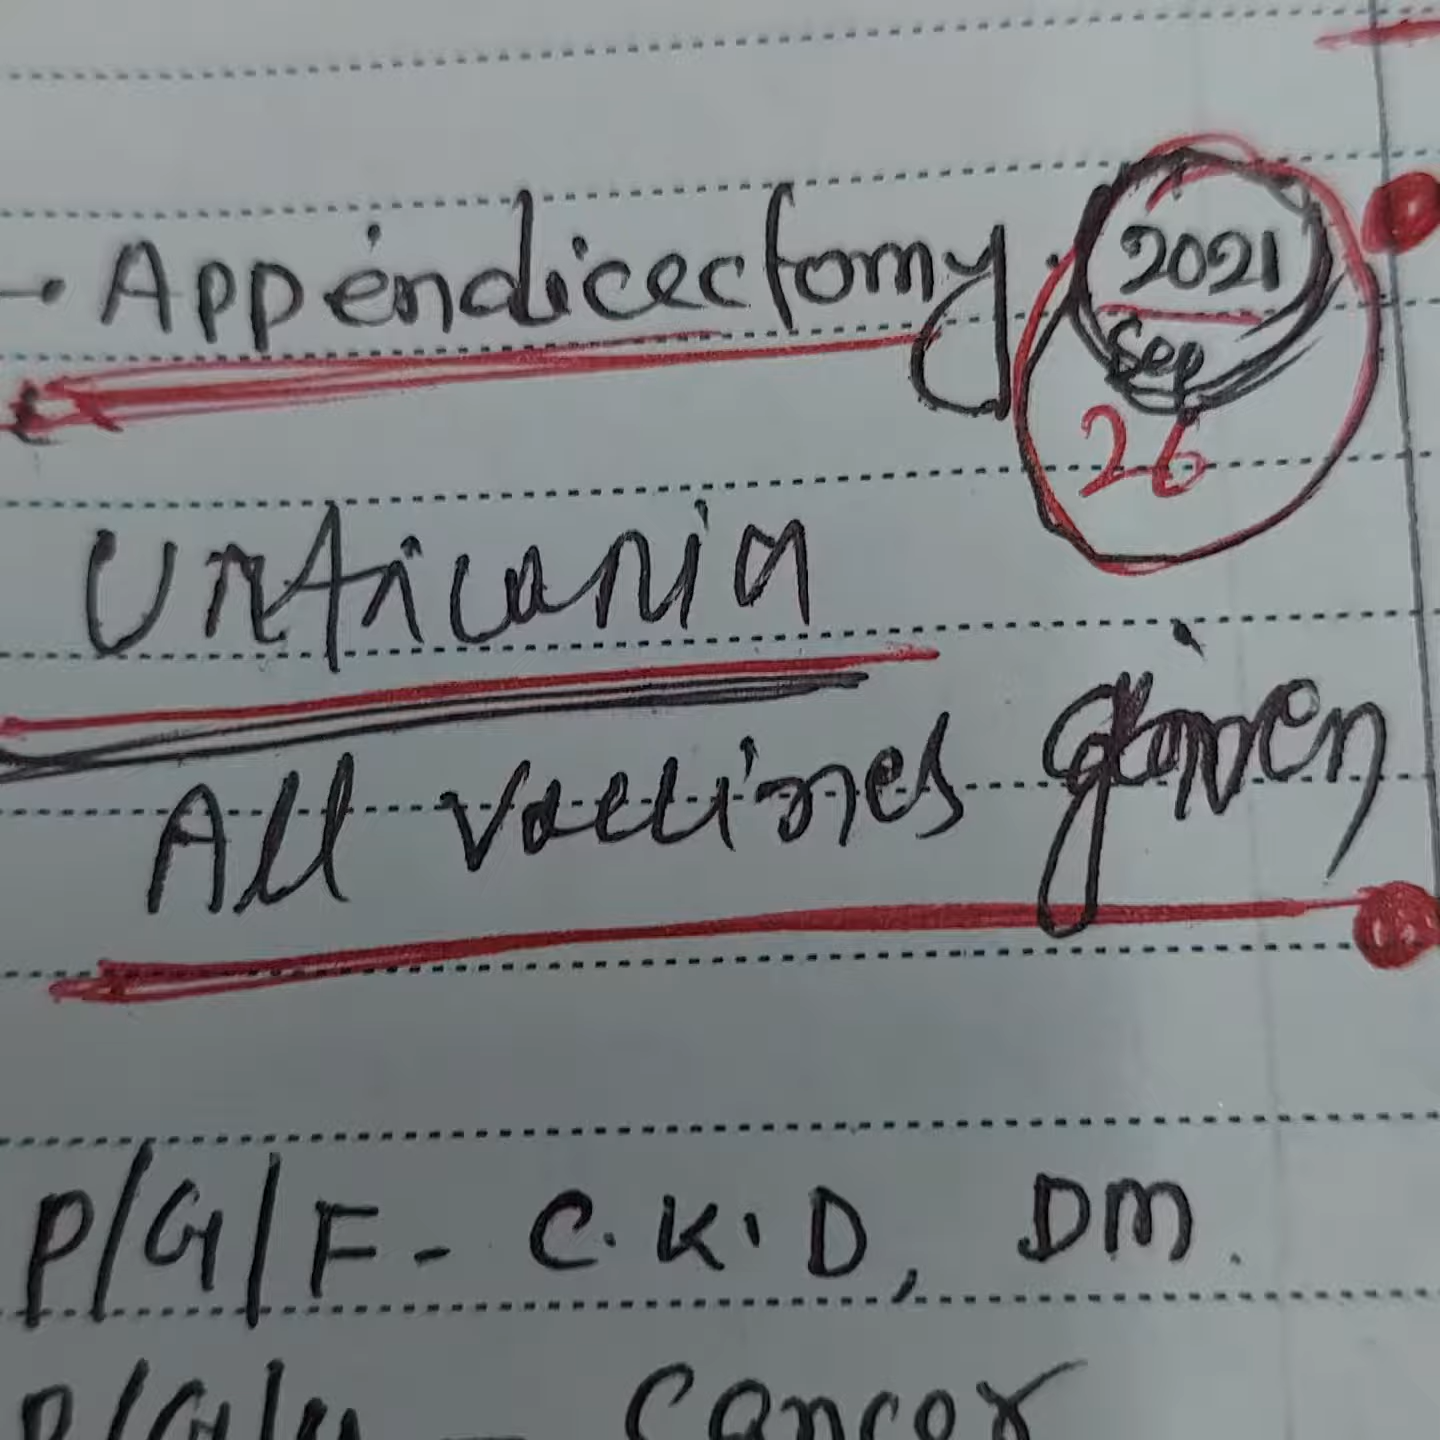 Appendicectomy. 2021
Sep
26
Urticaria
All vaccines given
P/G/F - C.K.D, DM.
P/G/M - Cancer